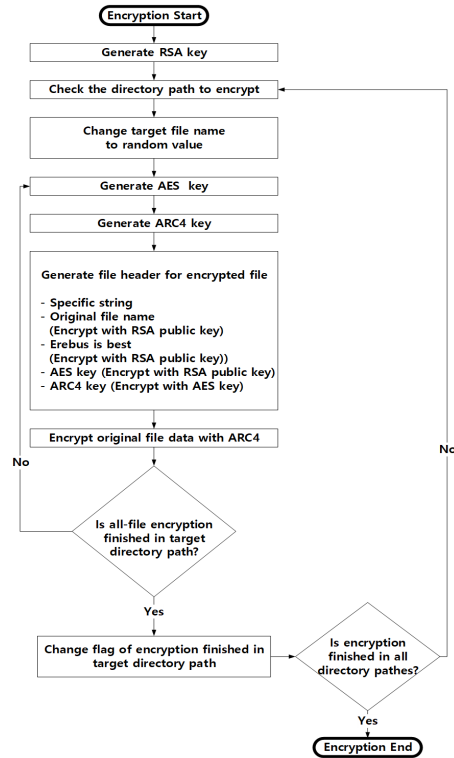 Encryption Start
Generate RSA key
Check the directory path to encrypt
Change target file name
to random value
Generate AES key
Generate ARC4 key
Generate file header for encrypted file
- Specific string
- Original file name
(Encrypt with RSA public key)
- Erebus is best
(Encrypt with RSA public key))
- AES key (Encrypt with RSA public key)
- ARC4 key (Encrypt with AES key)
Encrypt original file data with ARC4
No
No
Is all-file encryption
finished in target
directory path?
Yes
Change flag of encryption finished in
target directory path
Is encryption
finished in all
directory pathes?
Yes
Encryption End